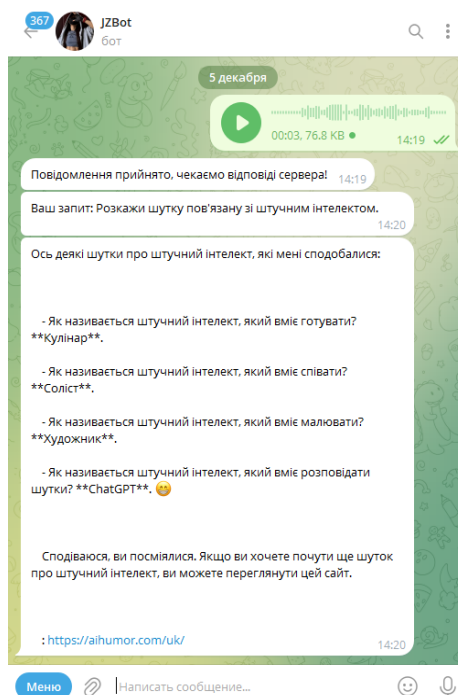 367
JZBot
бот
5 декабря
00:03, 76.8 KB
14:19
Повідомлення прийнято, чекаємо відповіді сервера! 14:19
Ваш запит: Розкажи шутку пов'язану зі штучним інтелектом.
14:20
Ось деякі шутки про штучний інтелект, які мені сподобалися:
- Як називається штучний інтелект, який вміє готувати?
**Кулінар**.
- Як називається штучний інтелект, який вміє співати?
**Соліст**.
- Як називається штучний інтелект, який вміє малювати?
**Художник**.
- Як називається штучний інтелект, який вміє розповідати
шутки? **ChatGPT**. 😁
Сподіваюся, ви посміялися. Якщо ви хочете почути ще шуток
про штучний інтелект, ви можете переглянути цей сайт.
: https://aihumor.com/uk/
14:20
Меню
Написать сообщение...